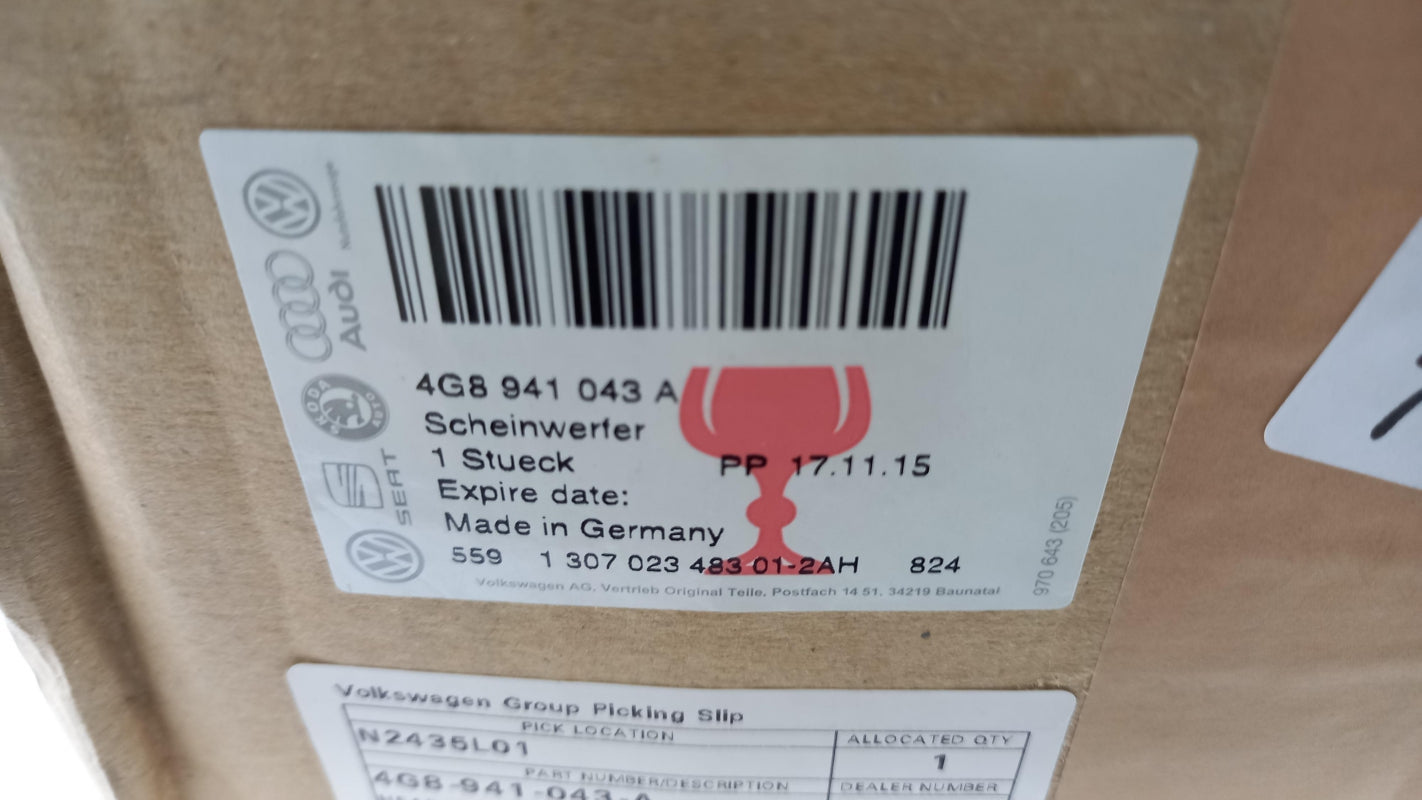 Nutzfahrzeuge
Audi
SKODA
AUTO
SEAT
4G8 941 043 A
Scheinwerfer
1 Stueck PP 17.11.15
Expire date:
Made in Germany
559 1 307 023 483 01-2AH 824
Volkswagen AG, Vertrieb Original Teile, Postfach 14 51, 34219 Baunatal
970 643 (205)
Volkswagen Group Picking Slip
PICK LOCATION
N2435L01
ALLOCATED QTY
1
PART NUMBER/DESCRIPTION
4G8-941-043-A
DEALER NUMBER